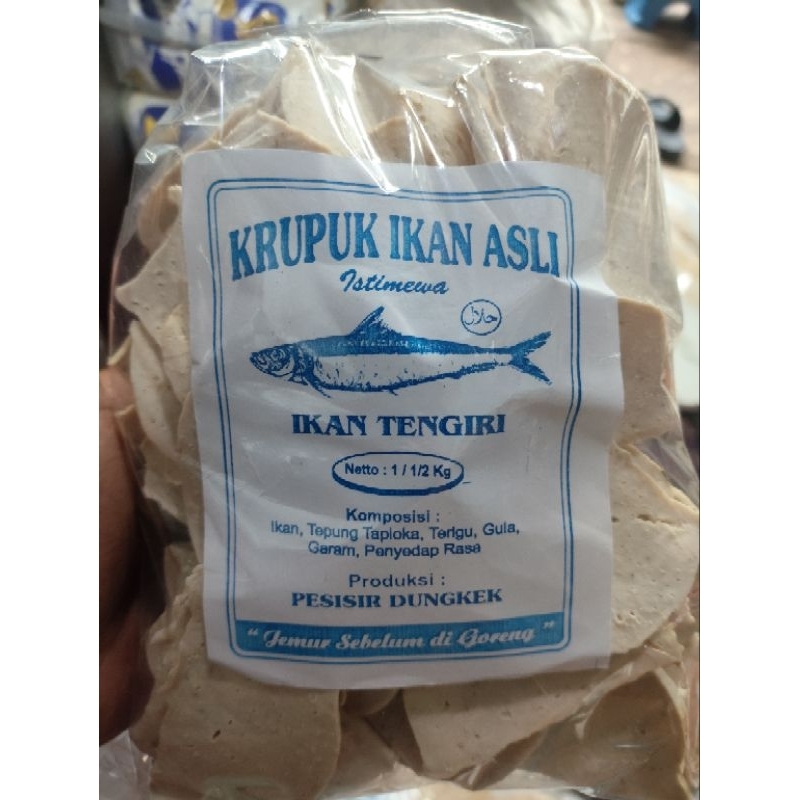 KRUPUK IKAN ASLI
Istimewa
حلال
IKAN TENGIRI
Netto : 1 / 1/2 Kg
Komposisi :
Ikan, Tepung Tapioka, Terigu, Gula,
Garam, Penyedap Rasa
Produksi :
PESISIR DUNGKEK
"Jemur Sebelum di Goreng"